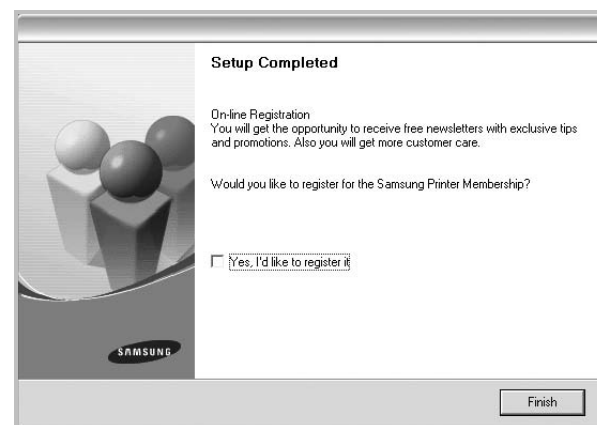 Setup Completed
On-line Registration
You will get the opportunity to receive free newsletters with exclusive tips
and promotions. Also you will get more customer care.
Would you like to register for the Samsung Printer Membership?
Yes, I'd like to register it
SAMSUNG
Finish